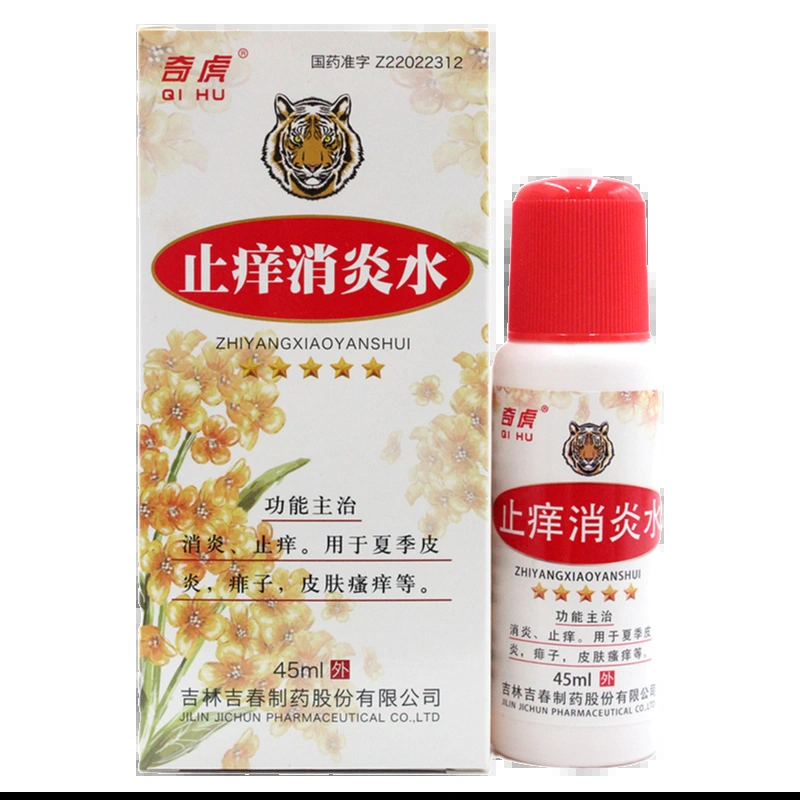 奇虎®
QI HU
国药准字 Z22022312
止痒消炎水
ZHIYANGXIAOYANSHUI
功能主治
消炎、止痒。用于夏季皮
炎，痱子，皮肤瘙痒等。
45ml 外
吉林吉春制药股份有限公司
JILIN JICHUN PHARMACEUTICAL CO.,LTD
奇虎®
QI HU
止痒消炎水
ZHIYANGXIAOYANSHUI
功能主治
消炎、止痒。用于夏季皮
炎，痱子，皮肤瘙痒等。
45ml 外
吉林吉春制药股份有限公司
JILIN JICHUN PHARMACEUTICAL CO.,LTD